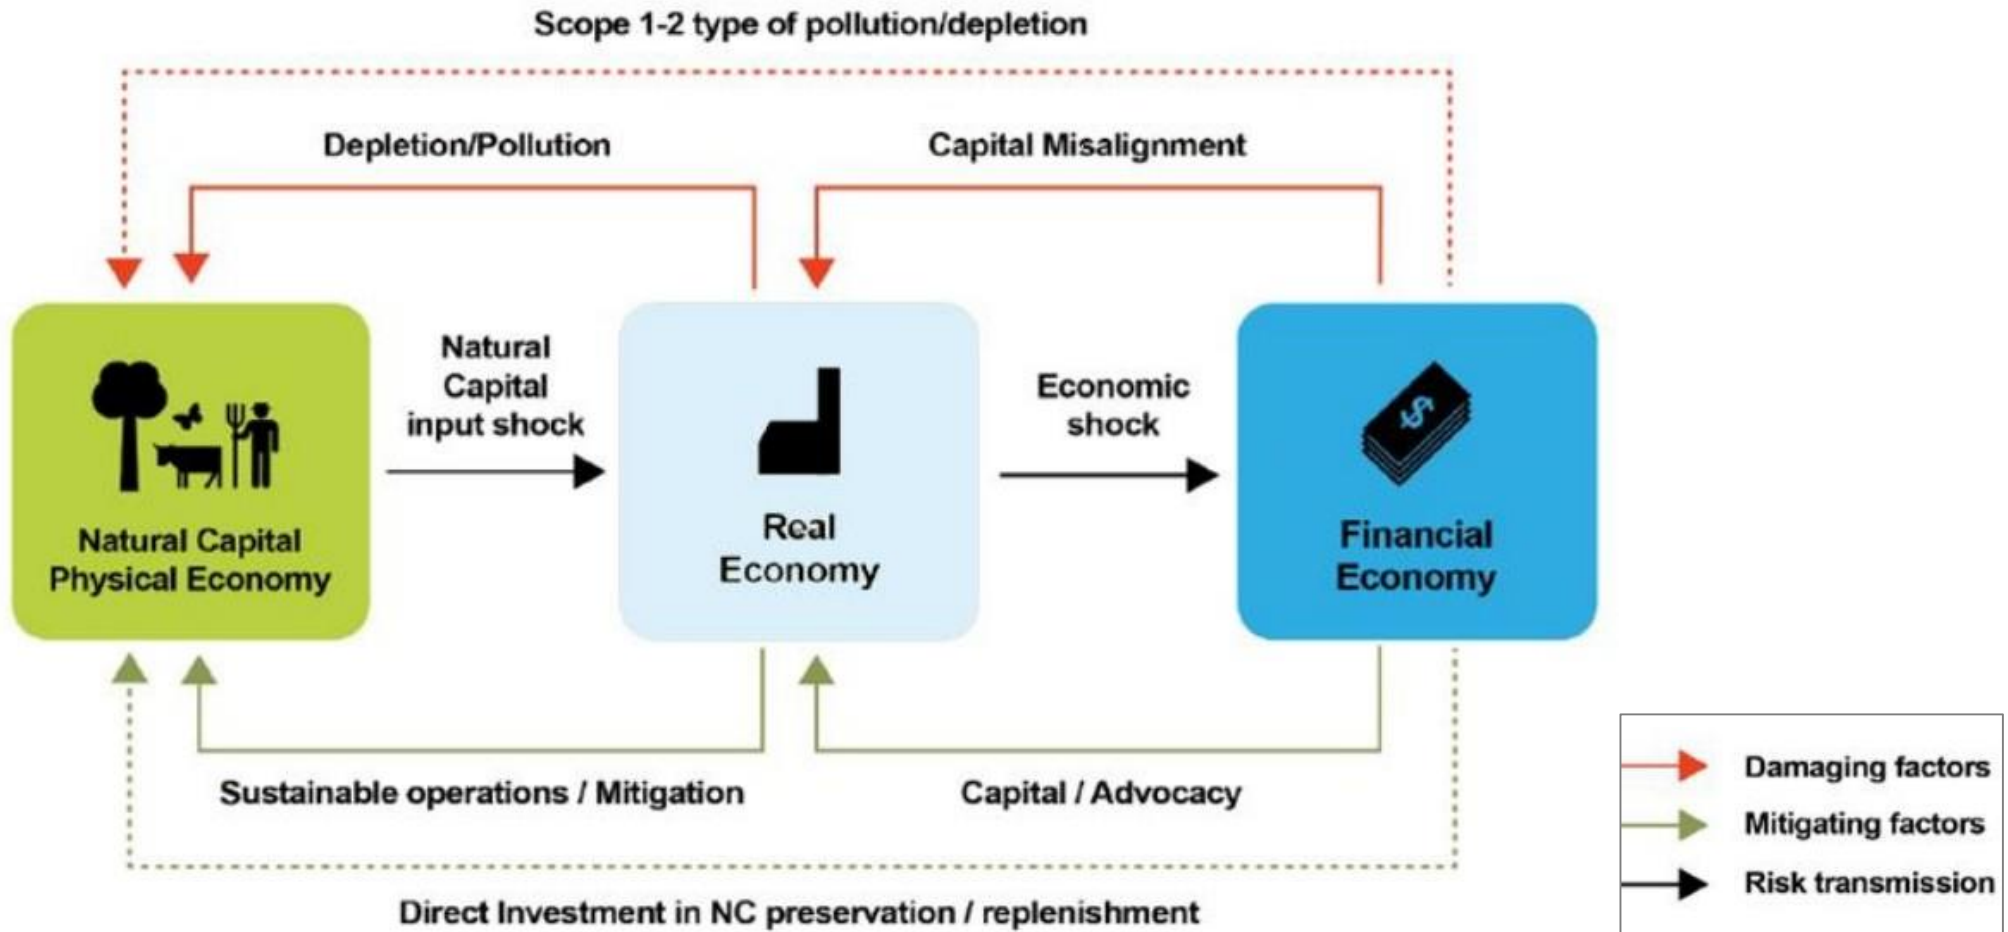 Scope 1-2 type of pollution/depletion
Depletion/Pollution
Capital Misalignment
Natural
Capital
input shock
Economic
shock
$
Natural Capital
Physical Economy
Real
Economy
Financial
Economy
Sustainable operations / Mitigation
Capital / Advocacy
Direct Investment in NC preservation / replenishment
Damaging factors
Mitigating factors
Risk transmission